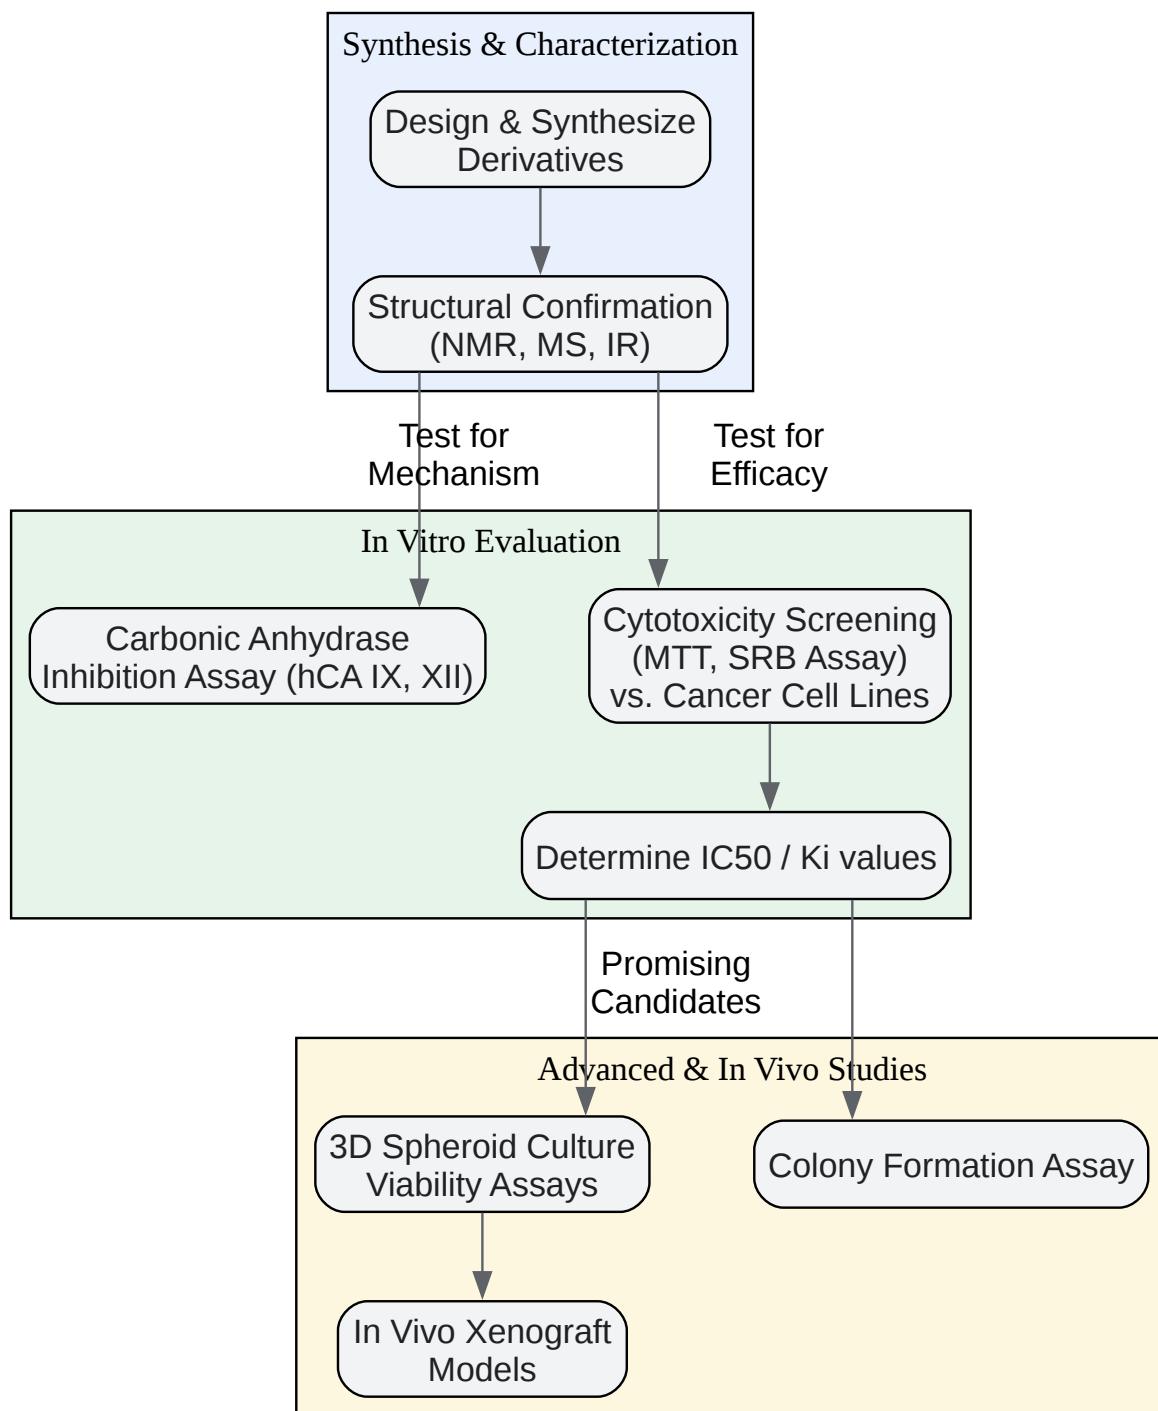 Synthesis & Characterization
Design & Synthesize
Derivatives
Structural Confirmation
(NMR, MS, IR)
Test for
Mechanism
Test for
Efficacy
In Vitro Evaluation
Carbonic Anhydrase
Inhibition Assay (hCA IX, XII)
Cytotoxicity Screening
(MTT, SRB Assay)
vs. Cancer Cell Lines
Determine IC50 / Ki values
Promising
Candidates
Advanced & In Vivo Studies
3D Spheroid Culture
Viability Assays
Colony Formation Assay
In Vivo Xenograft
Models